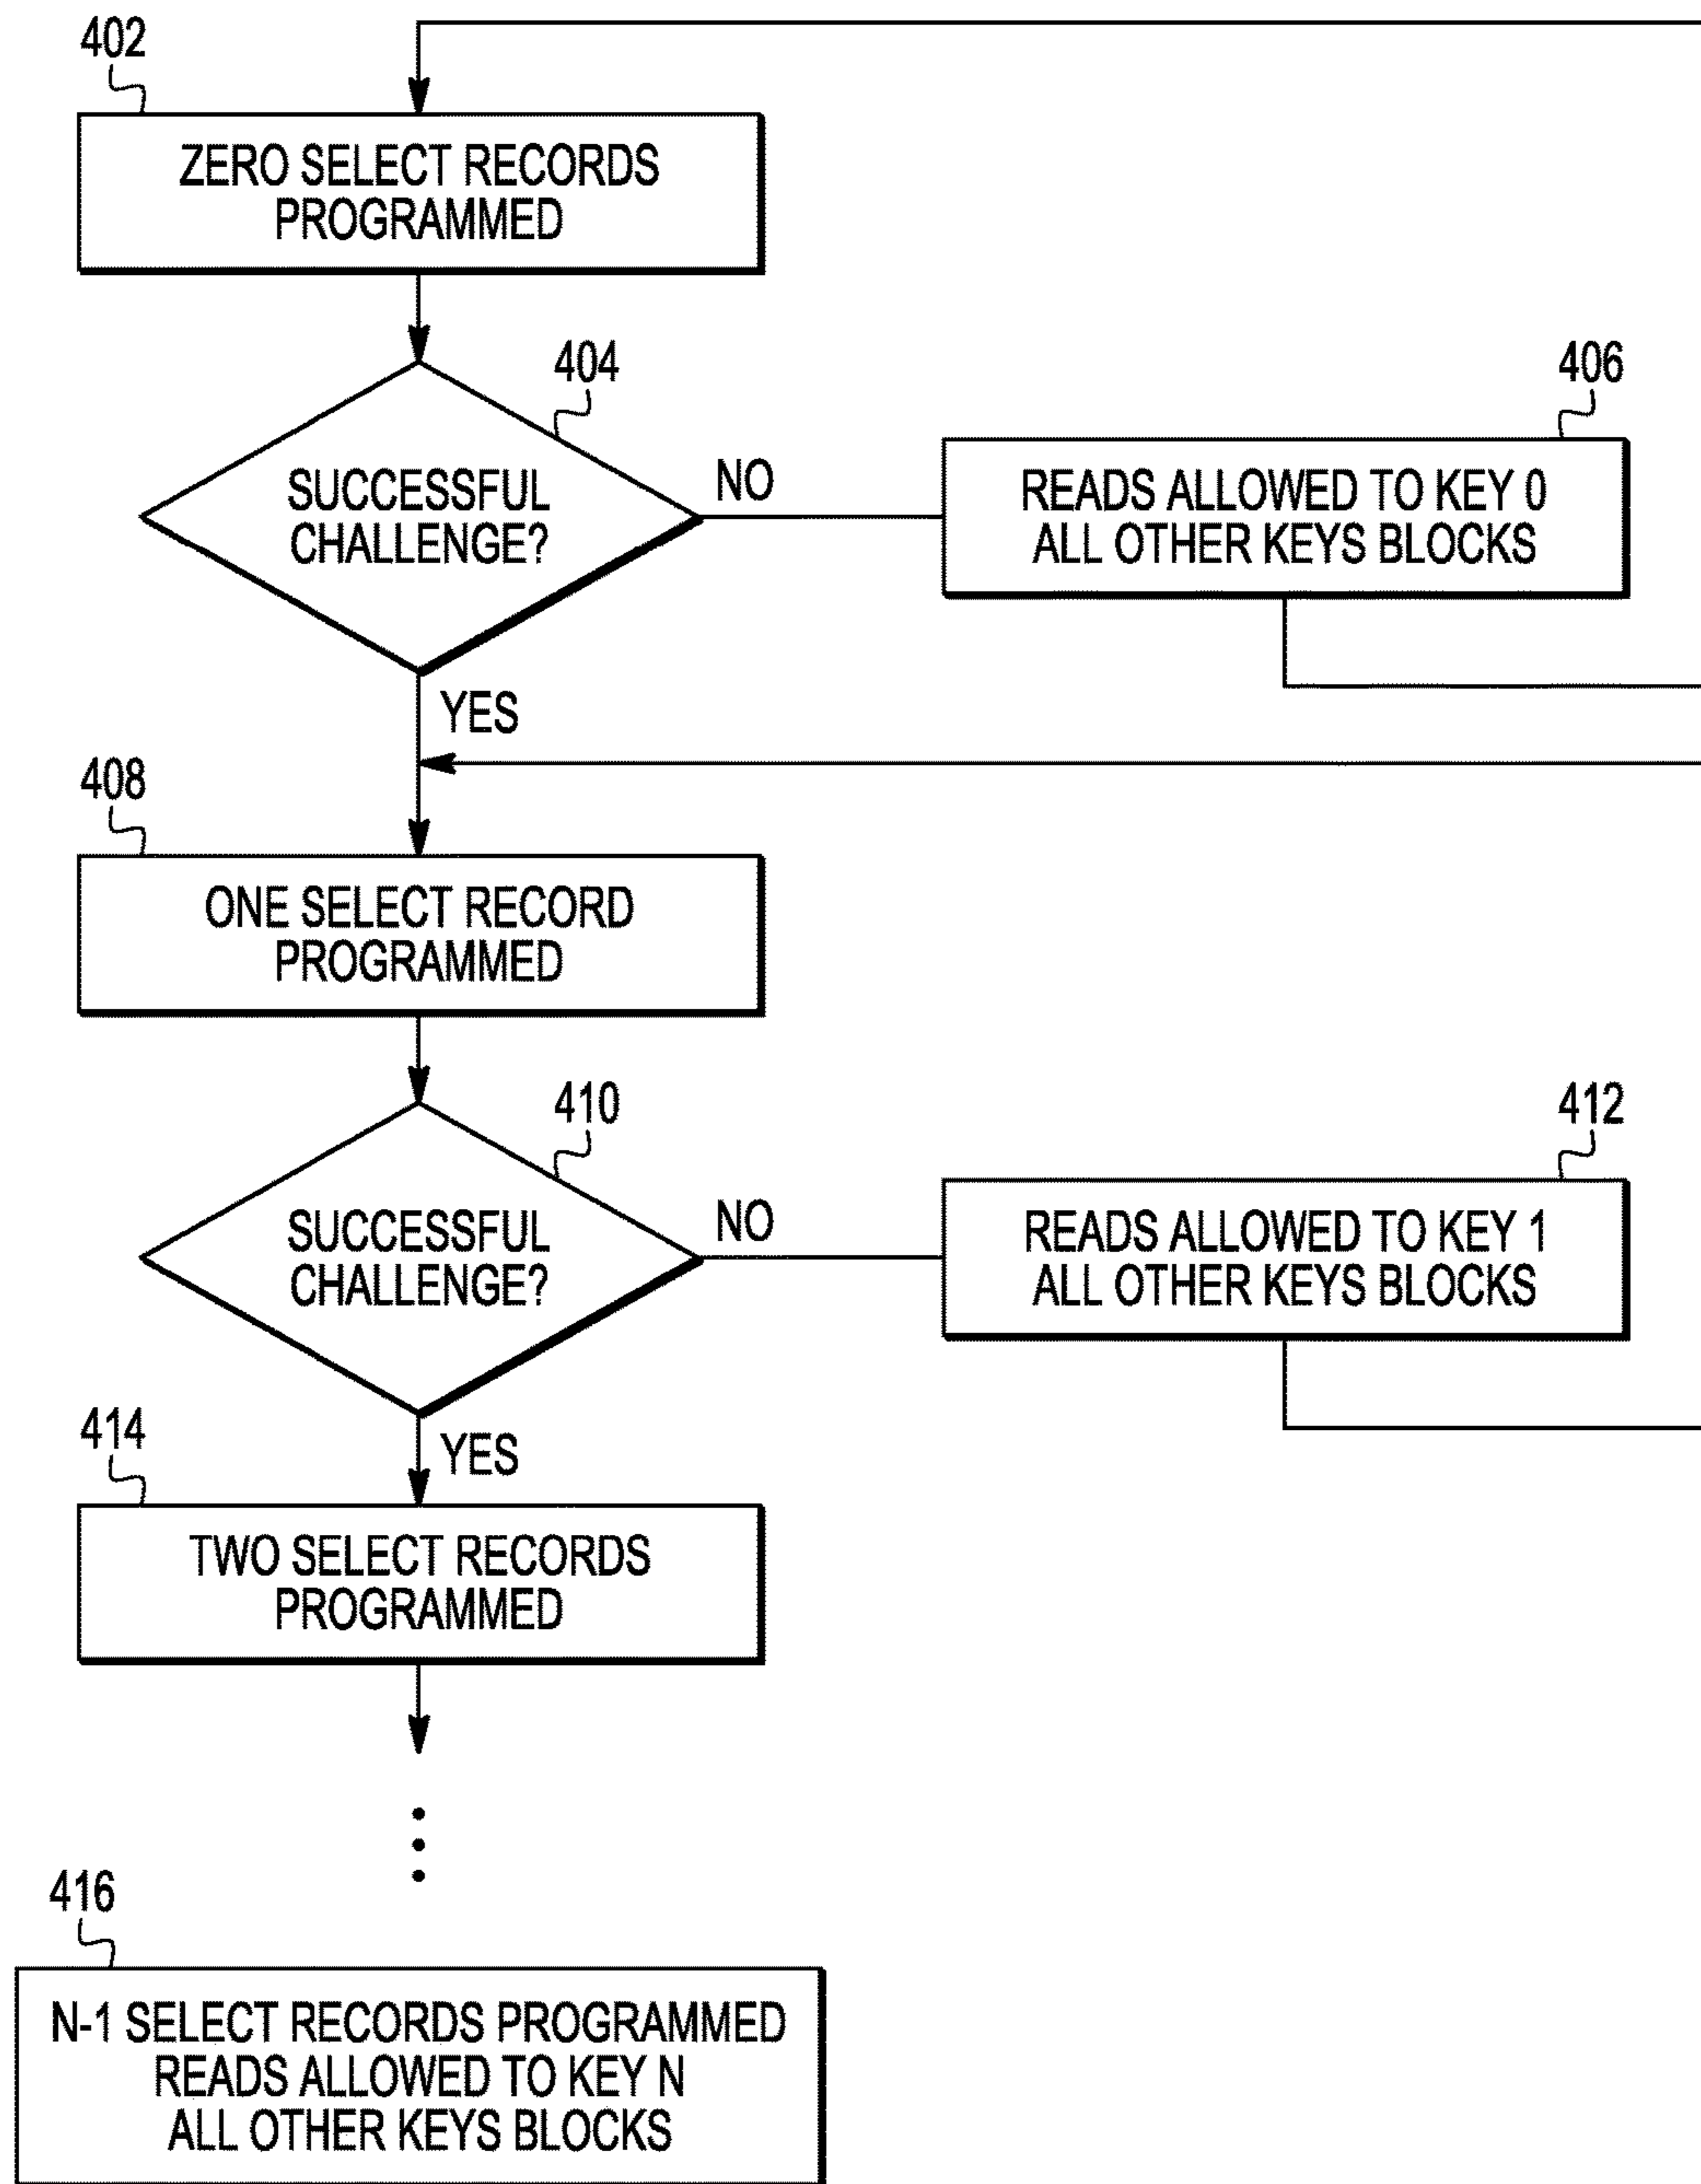 402
ZERO SELECT RECORDS
PROGRAMMED
404
SUCCESSFUL
CHALLENGE?
NO
406
READS ALLOWED TO KEY 0
ALL OTHER KEYS BLOCKS
YES
408
ONE SELECT RECORD
PROGRAMMED
410
SUCCESSFUL
CHALLENGE?
NO
412
READS ALLOWED TO KEY 1
ALL OTHER KEYS BLOCKS
YES
414
TWO SELECT RECORDS
PROGRAMMED
416
N-1 SELECT RECORDS PROGRAMMED
READS ALLOWED TO KEY N
ALL OTHER KEYS BLOCKS